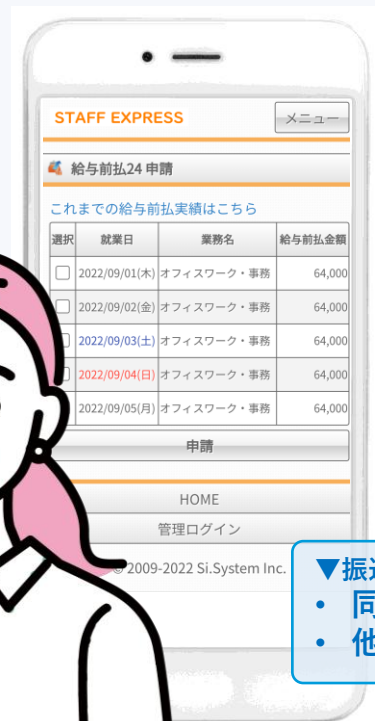 STAFF EXPRESS
メニュー
給与前払24 申請
これまでの給与前払実績はこちら
選択 就業日 業務名 給与前払金額
2022/09/01(木) オフィスワーク・事務 64,000
2022/09/02(金) オフィスワーク・事務 64,000
2022/09/03(土) オフィスワーク・事務 64,000
2022/09/04(日) オフィスワーク・事務 64,000
2022/09/05(月) オフィスワーク・事務 64,000
申請
HOME
管理ログイン
© 2009-2022 Si.System Inc.
▼振
• 同
• 他